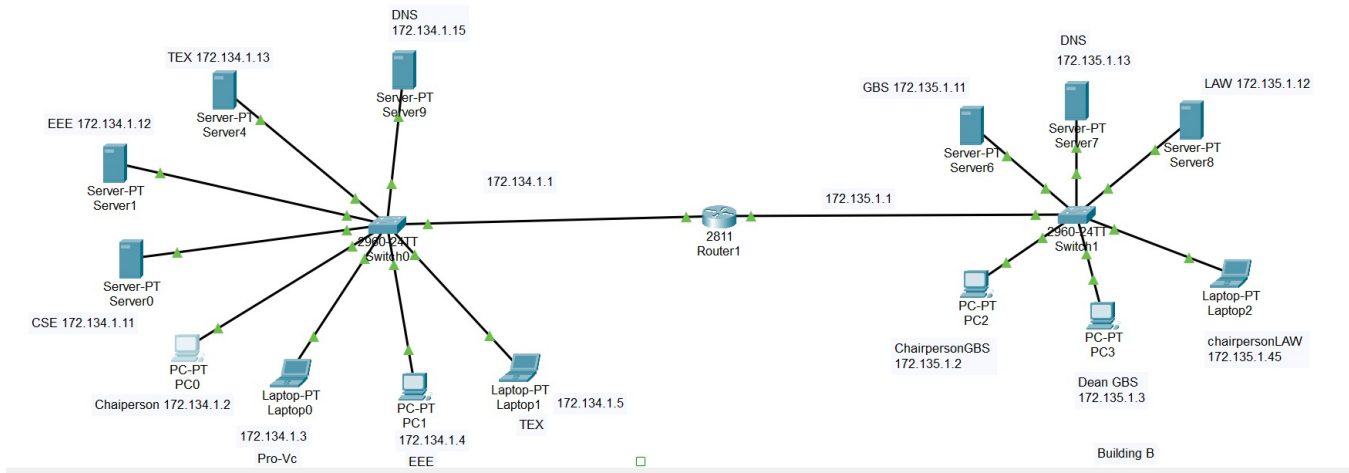 DNS
172.134.1.15
Server-PT
Server9
TEX 172.134.1.13
Server-PT
Server4
EEE 172.134.1.12
Server-PT
Server1
Server-PT
Server0
CSE 172.134.1.11
172.134.1.1
2960-24TT
Switch0
PC-PT
PC0
Chaiperson 172.134.1.2
Laptop-PT
Laptop0
172.134.1.3
Pro-Vc
PC-PT
PC1
172.134.1.4
EEE
Laptop-PT
Laptop1
172.134.1.5
TEX
2811
Router1
172.135.1.1
DNS
172.135.1.13
Server-PT
Server7
GBS 172.135.1.11
Server-PT
Server6
LAW 172.135.1.12
Server-PT
Server8
2960-24TT
Switch1
PC-PT
PC2
ChairpersonGBS
172.135.1.2
PC-PT
PC3
Dean GBS
172.135.1.3
Laptop-PT
Laptop2
chairpersonLAW
172.135.1.45
Building B